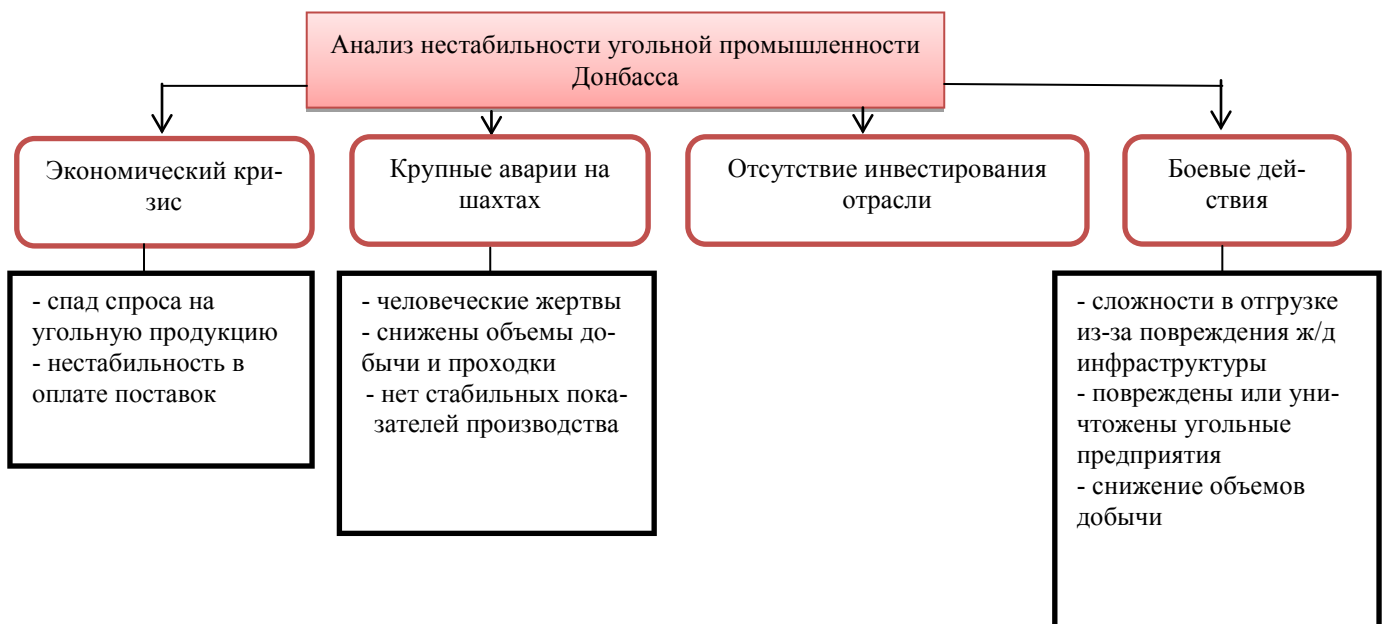 Анализ нестабильности угольной промышленности
Донбасса
Экономический кри-
зис
Крупные аварии на
шахтах
Отсутствие инвестирования
отрасли
Боевые дей-
ствия
- спад спроса на
угольную продукцию
- нестабильность в
оплате поставок
- человеческие жертвы
- снижены объемы до-
бычи и проходки
- нет стабильных пока-
зателей производства
- сложности в отгрузке
из-за повреждения ж/д
инфраструктуры
- повреждены или уни-
чтожены угольные
предприятия
- снижение объемов
добычи